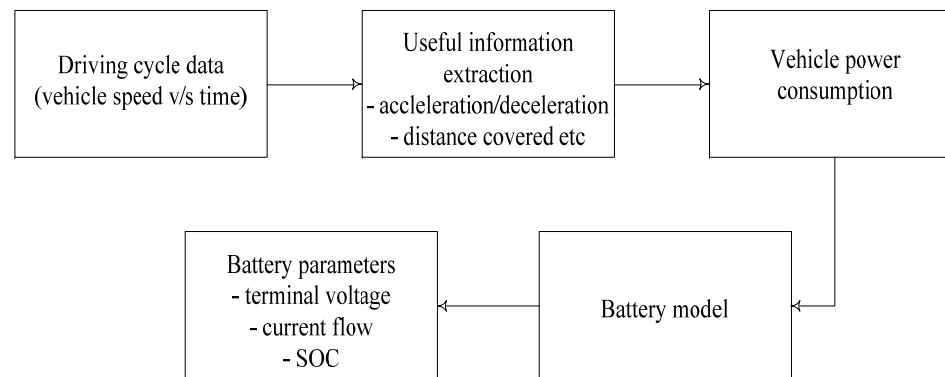 Driving cycle data
(vehicle speed v/s time)
Useful information
extraction
- accleleration/deceleration
- distance covered etc
Vehicle power
consumption
Battery parameters
- terminal voltage
- current flow
- SOC
Battery model